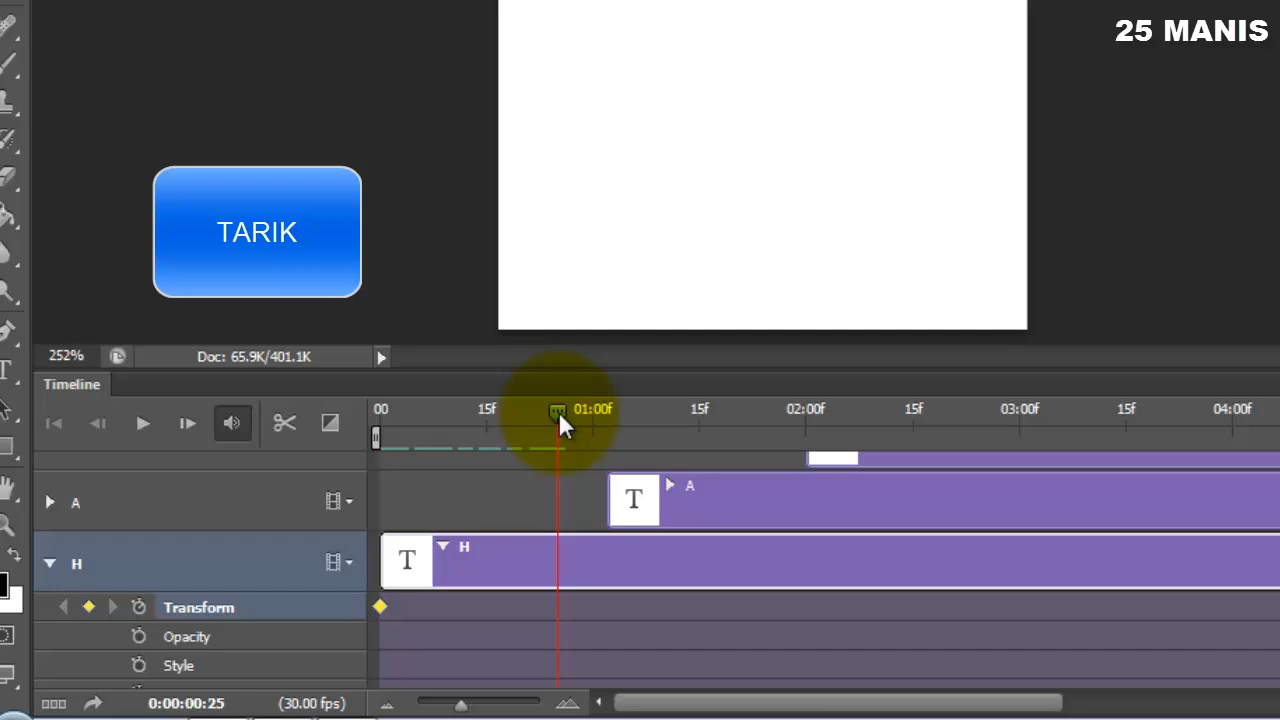 25 MANIS
TARIK
252%
Doc: 65.9K/401.1K
Timeline
00 15f 01:00f 15f 02:00f 15f 03:00f 15f 04:00f
A
T
A
H
T
H
Transform
Opacity
Style
0:00:00:25
(30.00 fps)